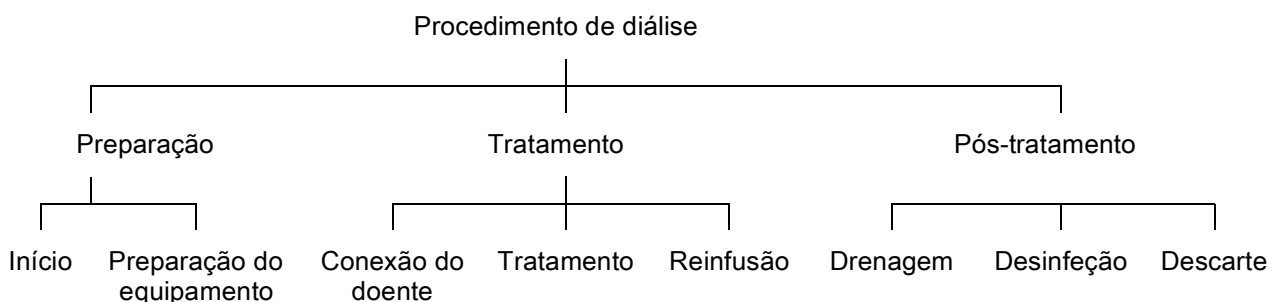 Procedimento de diálise
Preparação
Tratamento
Pós-tratamento
Início
Preparação do
equipamento
Conexão do
doente
Tratamento
Reinfusão
Drenagem
Desinfeção
Descarte